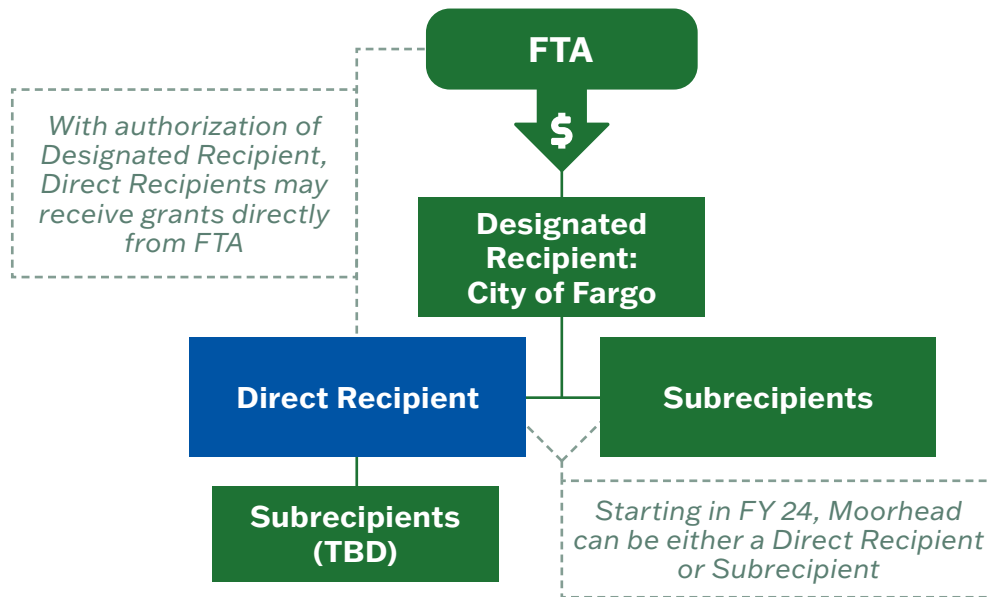 FTA
$
With authorization of
Designated Recipient,
Direct Recipients may
receive grants directly
from FTA
Designated
Recipient:
City of Fargo
Direct Recipient
Subrecipients
Subrecipients
(TBD)
Starting in FY 24, Moorhead
can be either a Direct Recipient
or Subrecipient